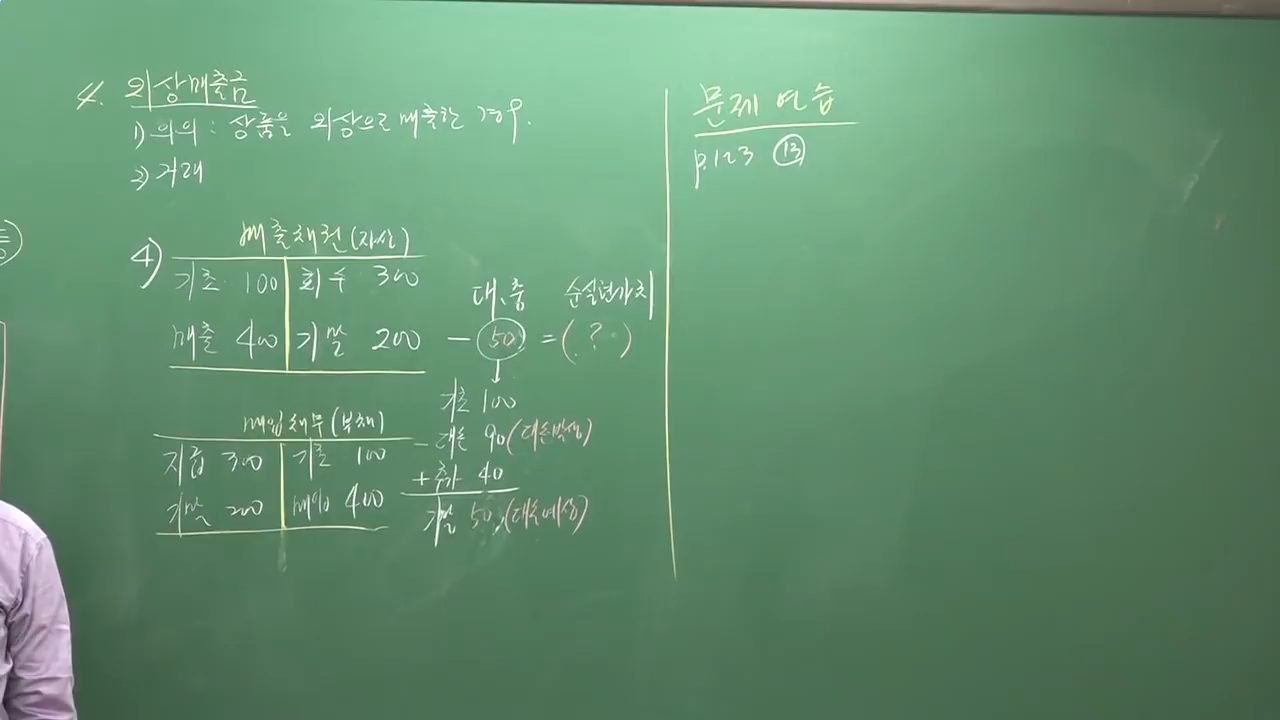 4. 외상매출금
1) 의의 : 상품을 외상으로 매출한 경우.
2) 거래
4) 매출채권(자산)
기초 100 회수 300
매출 400 기말 200
대.충 순실현가치
- 50 = ( ? )
기초 100
- 대손 90 (대손발생)
+ 추가 40
기말 50 (대손예상)
매입채무(부채)
지급 300 기초 100
기말 200 매입 400
문제 연습
p.123 ⑬